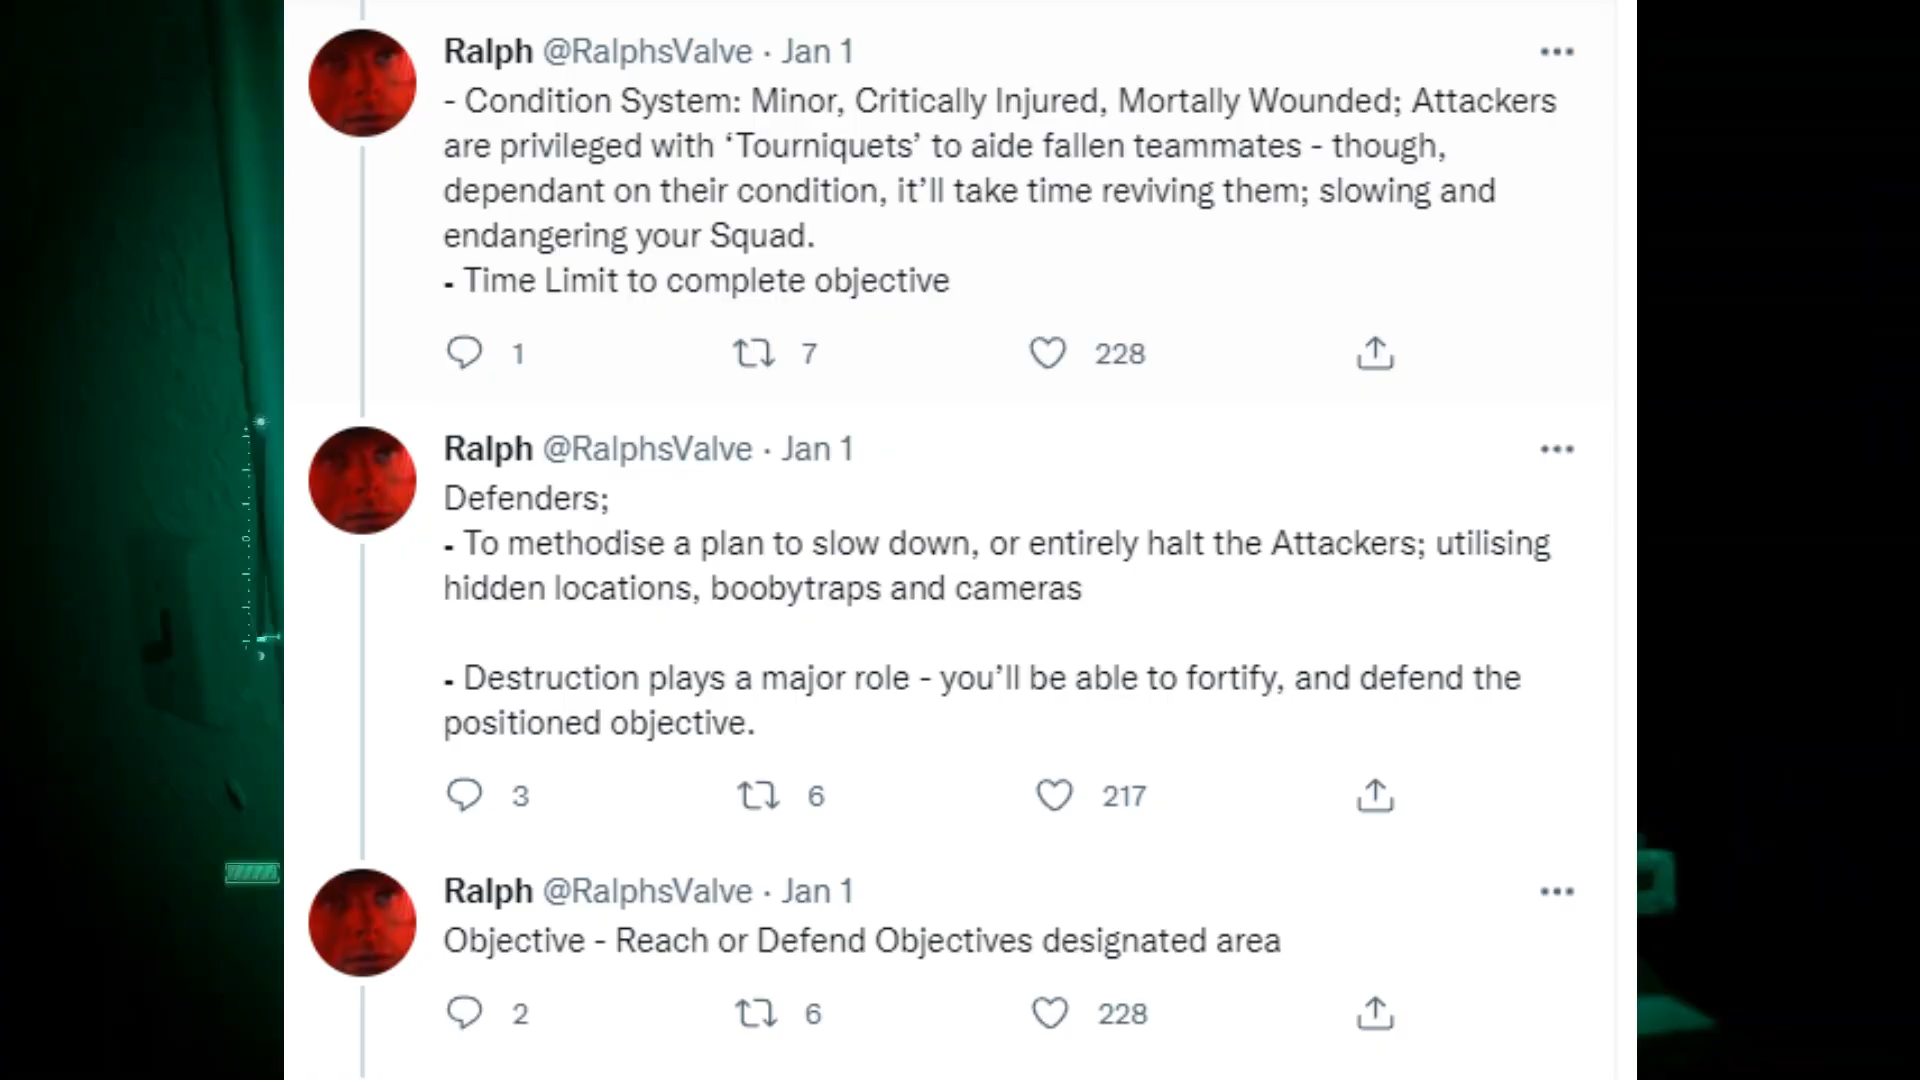 Ralph @RalphsValve · Jan 1
- Condition System: Minor, Critically Injured, Mortally Wounded; Attackers
are privileged with ‘Tourniquets’ to aide fallen teammates - though,
dependant on their condition, it’ll take time reviving them; slowing and
endangering your Squad.
- Time Limit to complete objective
1 7 228
Ralph @RalphsValve · Jan 1
Defenders;
- To methodise a plan to slow down, or entirely halt the Attackers; utilising
hidden locations, boobytraps and cameras
- Destruction plays a major role - you’ll be able to fortify, and defend the
positioned objective.
3 6 217
Ralph @RalphsValve · Jan 1
Objective - Reach or Defend Objectives designated area
2 6 228